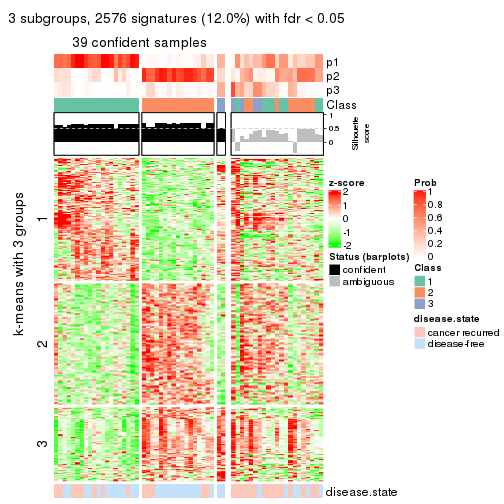 3 subgroups, 2576 signatures (12.0%) with fdr < 0.05
39 confident samples
p1
p2
p3
Class
1
0.5
0
Silhouette
score
k-means with 3 groups
1
2
3
disease.state
z-score
2
1
0
-1
-2
Status (barplots)
confident
ambiguous
Prob
1
0.8
0.6
0.4
0.2
0
Class
1
2
3
disease.state
cancer recurred
disease-free